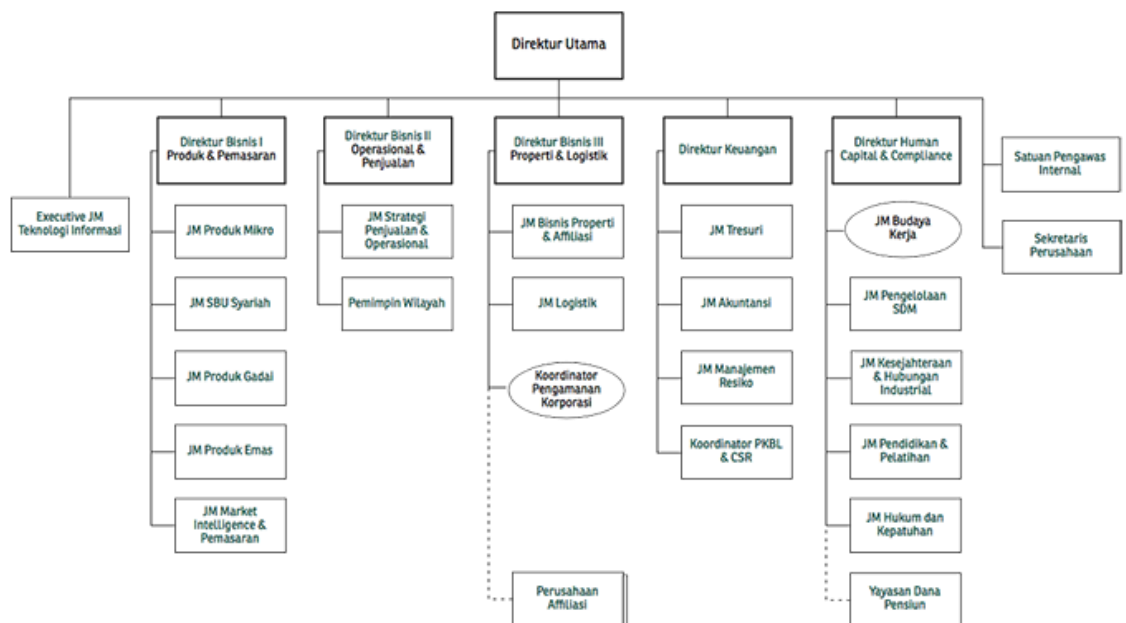 Direktur Utama
Direktur Bisnis I
Produk & Pemasaran
Direktur Bisnis II
Operasional &
Penjualan
Direktur Bisnis III
Properti & Logistik
Direktur Keuangan
Direktur Human
Capital & Compliance
Satuan Pengawas
Internal
Executive JM
Teknologi Informasi
JM Produk Mikro
JM Strategi
Penjualan &
Operasional
JM Bisnis Properti
& Affiliasi
JM Tresuri
JM Budaya
Kerja
Sekretaris
Perusahaan
JM SBU Syariah
Pemimpin Wilayah
JM Logistik
JM Akuntansi
JM Pengelolaan
SDM
JM Produk Gadai
Koordinator
Pengamanan
Korporasi
JM Manajemen
Resiko
JM Kesejahteraan
& Hubungan
Industrial
JM Produk Emas
Koordinator PKBL
& CSR
JM Pendidikan &
Pelatihan
JM Market
Intelligence &
Pemasaran
JM Hukum dan
Kepatuhan
Perusahaan
Affiliasi
Yayasan Dana
Pensiun